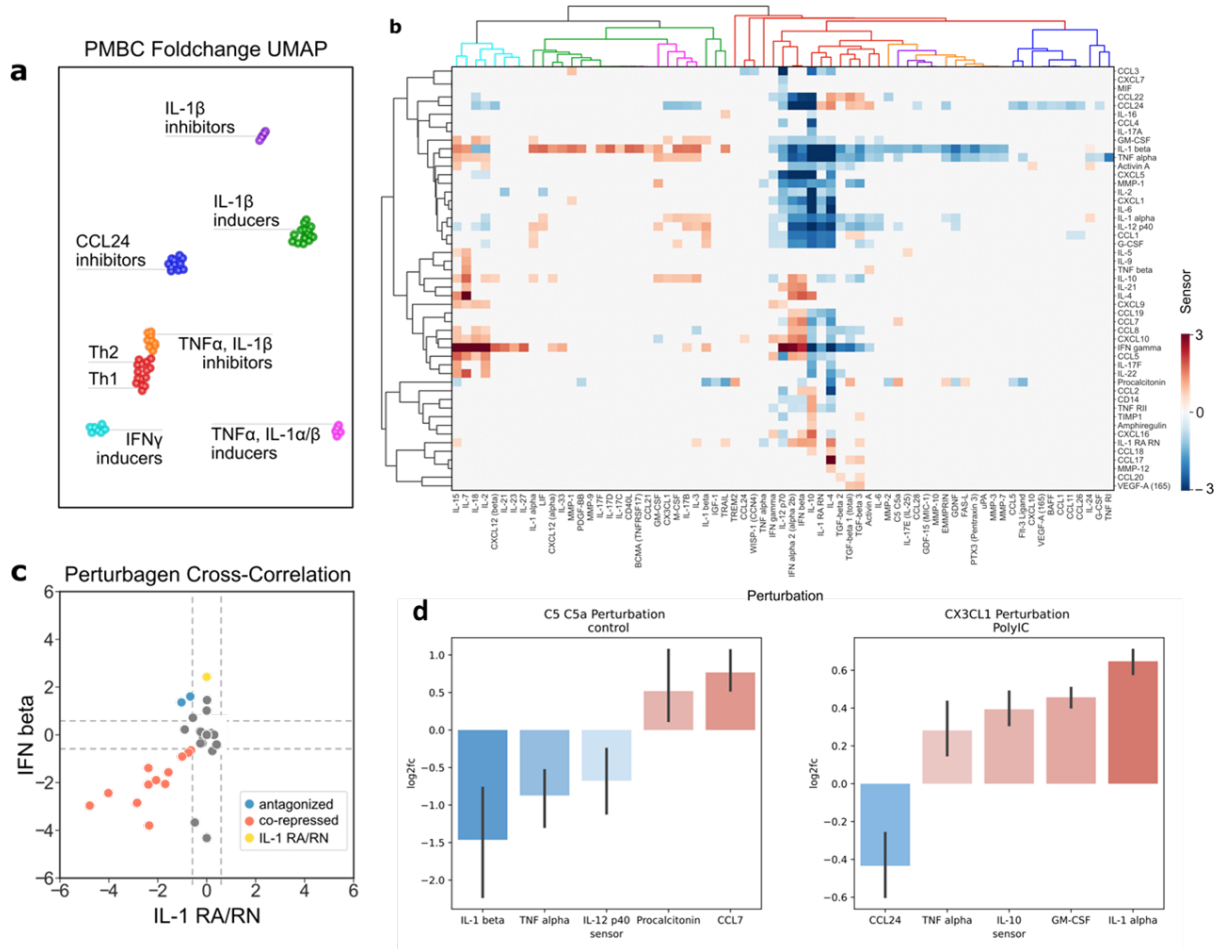 a
PMBC Foldchange UMAP
IL-1β
inhibitors
IL-1β
inducers
CCL24
inhibitors
TNFα, IL-1β
inhibitors
Th2
Th1
IFNγ
inducers
TNFα, IL-1α/β
inducers
b
CCL3
CXCL7
MIF
CCL22
CCL24
IL-16
CCL4
IL-17A
GM-CSF
IL-1 beta
TNF alpha
Activin A
CXCL5
MMP-1
IL-2
CXCL1
IL-6
IL-1 alpha
IL-12 p40
CCL1
G-CSF
IL-5
IL-9
TNF beta
IL-10
IL-21
IL-4
CXCL9
CCL19
CCL7
CCL8
CXCL10
IFN gamma
CCL5
IL-17F
IL-22
Procalcitonin
CCL2
CD14
TNF RII
TIMP1
Amphiregulin
CXCL16
IL-1 RA RN
CCL18
CCL17
MMP-12
CCL20
VEGF-A (165)
Sensor
3
0
−3
IL-15
IL-7
IL-18
IL-2
CXCL12 (beta)
IL-21
IL-23
IL-27
IL-1 alpha
LIF
CXCL12 (alpha)
IL-33
MMP-1
PDGF-BB
MMP-9
IL-17F
IL-17D
IL-17C
CD40L
BCMA (TNFRSF17)
CCL21
GM-CSF
CX3CL1
M-CSF
IL-17B
IL-3
IL-1 beta
IGF-1
TRAIL
TREM2
CCL24
WISP-1 (CCN4)
TNF alpha
IFN gamma
IL-12 p70
IFN alpha 2 (alpha 2b)
IFN beta
IL-10
IL-1 RA RN
IL-4
TGF-beta 2
TGF-beta 1 (total)
TGF-beta 3
Activin A
IL-6
MMP-2
C5 C5a
IL-17E (IL-25)
CCL28
GDF-15 (MIC-1)
MMP-10
EMMPRIN
GDNF
FAS-L
PTX3 (Pentraxin 3)
uPA
MMP-3
MMP-7
CCL5
Flt-3 Ligand
CXCL10
VEGF-A (165)
BAFF
CCL1
CCL11
CCL26
IL-24
G-CSF
TNF RI
Perturbation
c
Perturbagen Cross-Correlation
IFN beta
6
4
2
0
−2
−4
−6
antagonized
co-repressed
IL-1 RA/RN
−6
−4
−2
0
2
4
6
IL-1 RA/RN
d
C5 C5a Perturbation
control
log2fc
1.0
0.5
0.0
−0.5
−1.0
−1.5
−2.0
IL-1 beta
TNF alpha
IL-12 p40
Procalcitonin
CCL7
sensor
CX3CL1 Perturbation
PolyIC
log2fc
0.6
0.4
0.2
0.0
−0.2
−0.4
−0.6
CCL24
TNF alpha
IL-10
GM-CSF
IL-1 alpha
sensor